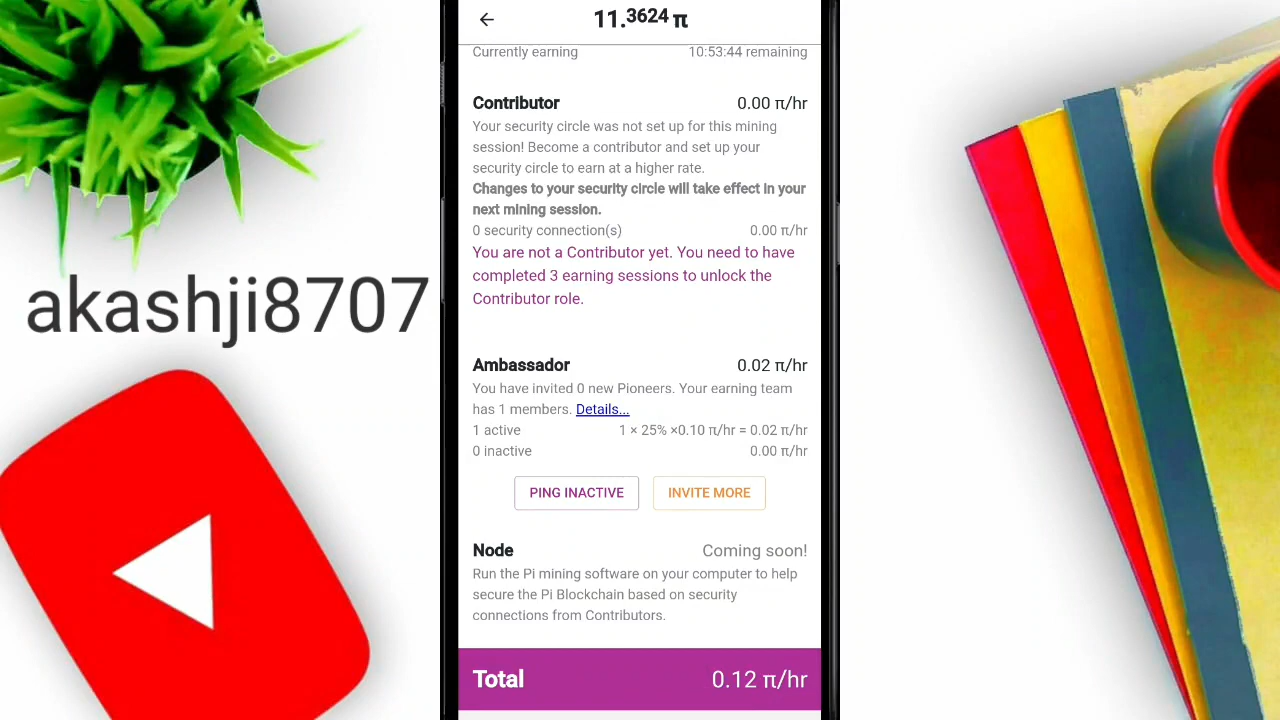 11.3624 π
Currently earning 10:53:44 remaining
Contributor 0.00 π/hr
Your security circle was not set up for this mining
session! Become a contributor and set up your
security circle to earn at a higher rate.
Changes to your security circle will take effect in your
next mining session.
0 security connection(s) 0.00 π/hr
You are not a Contributor yet. You need to have
completed 3 earning sessions to unlock the
Contributor role.
akashji8707
Ambassador 0.02 π/hr
You have invited 0 new Pioneers. Your earning team
has 1 members. Details...
1 active 1 × 25% ×0.10 π/hr = 0.02 π/hr
0 inactive 0.00 π/hr
PING INACTIVE INVITE MORE
Node Coming soon!
Run the Pi mining software on your computer to help
secure the Pi Blockchain based on security
connections from Contributors.
Total 0.12 π/hr